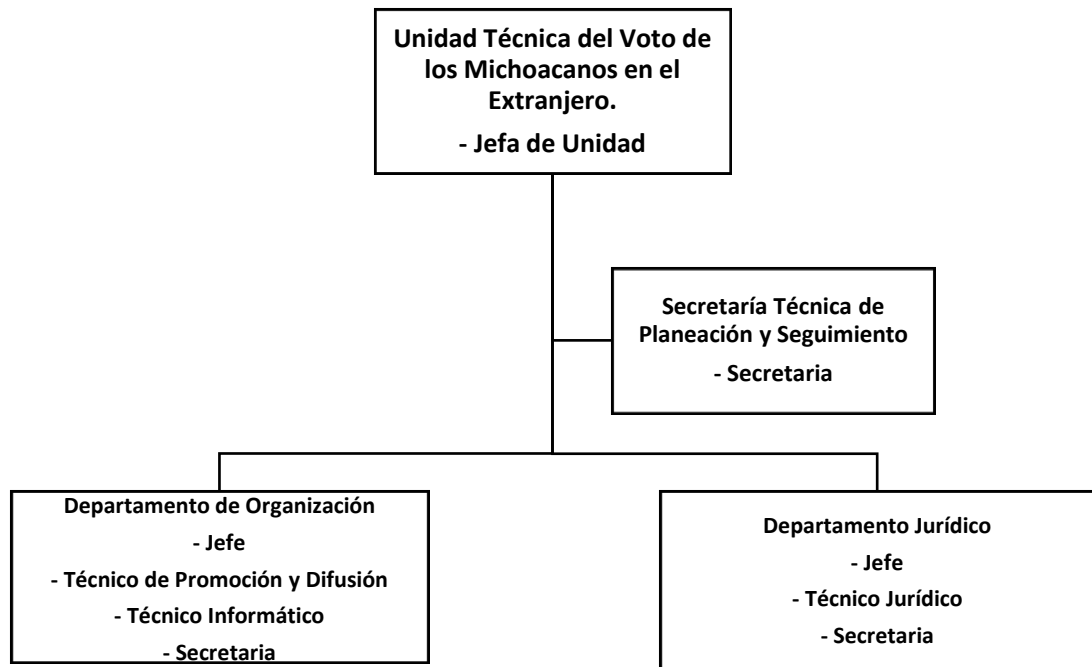 Unidad Técnica del Voto de
los Michoacanos en el
Extranjero.
- Jefa de Unidad
Secretaría Técnica de
Planeación y Seguimiento
- Secretaria
Departamento de Organización
- Jefe
- Técnico de Promoción y Difusión
- Técnico Informático
- Secretaria
Departamento Jurídico
- Jefe
- Técnico Jurídico
- Secretaria